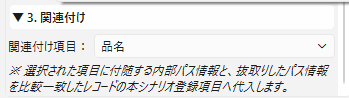 ▼ 3. 関連付け
関連付け項目： 品名
※ 選択された項目に付随する内部パス情報と、抜取りしたパス情報
を比較一致したレコードの本シナリオ登録項目へ代入します。